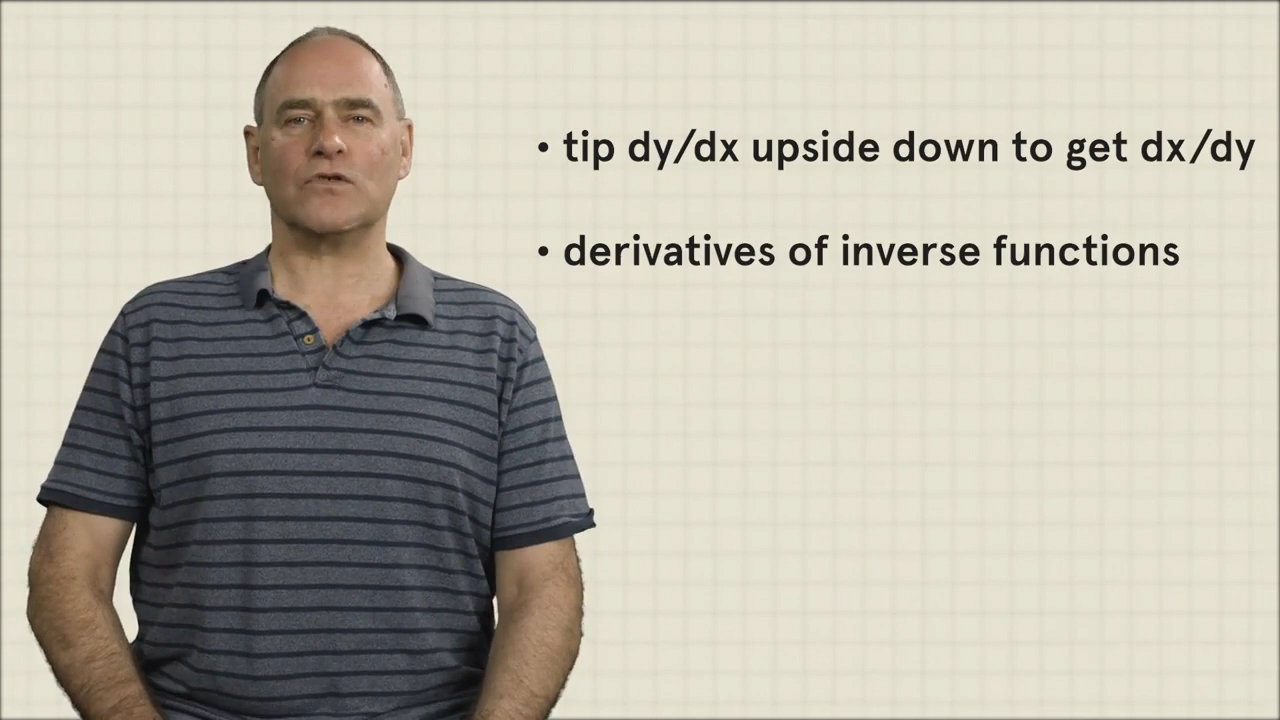 • tip dy/dx upside down to get dx/dy
• derivatives of inverse functions